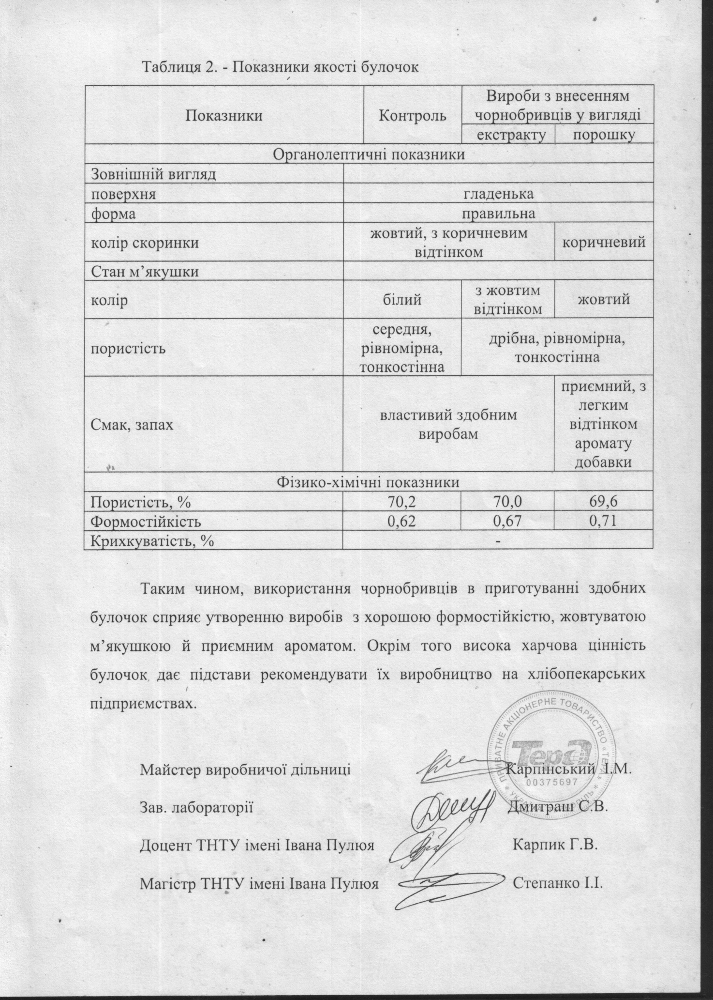 Таблиця 2. - Показники якості булочок
Показники
Контроль
Вироби з внесенням
чорнобривців у вигляді
екстракту
порошку
Органолептичні показники
Зовнішній вигляд
поверхня
гладенька
форма
правильна
колір скоринки
жовтий, з коричневим
відтінком
коричневий
Стан м’якушки
колір
білий
з жовтим
відтінком
жовтий
пористість
середня,
рівномірна,
тонкостінна
дрібна, рівномірна,
тонкостінна
Смак, запах
властивий здобним
виробам
приємний, з
легким
відтінком
аромату
добавки
Фізико-хімічні показники
Пористість, % 70,2 70,0 69,6
Формостійкість 0,62 0,67 0,71
Крихкуватість, % -
Таким чином, використання чорнобривців в приготуванні здобних
булочок сприяє утворенню виробів з хорошою формостійкістю, жовтуватою
м’якушкою й приємним ароматом. Окрім того висока харчова цінність
булочок дає підстави рекомендувати їх виробництво на хлібопекарських
підприємствах.
ПРИВАТНЕ АКЦІОНЕРНЕ ТОВАРИСТВО «ТЕРА»
ТерА
00375697
* УКРАЇНА ТЕРНОПІЛЬ *
Майстер виробничої дільниці Карпінський І.М.
Зав. лабораторії Дмитраш С.В.
Доцент ТНТУ імені Івана Пулюя Карпик Г.В.
Магістр ТНТУ імені Івана Пулюя Степанко І.І.